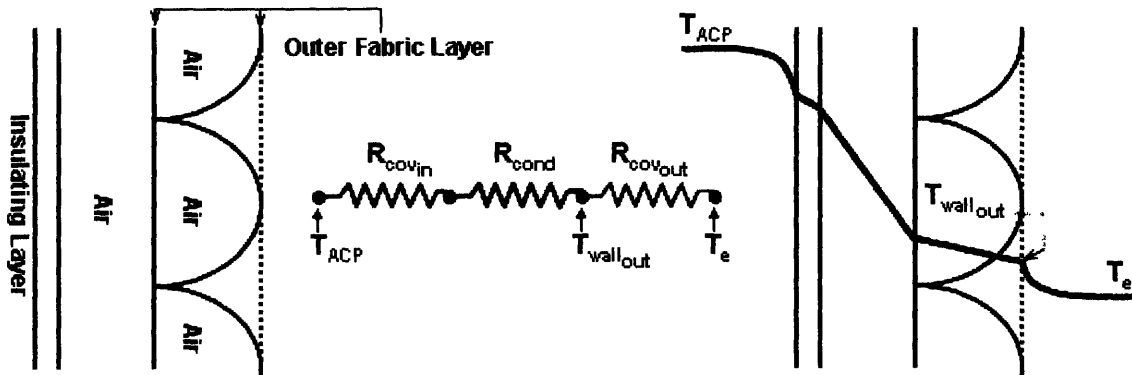 Insulating Layer
Air
Air
Air
Air
Outer Fabric Layer
R_cov_in
R_cond
R_cov_out
T_ACP
T_wall_out
T_e
T_ACP
T_wall_out
T_e